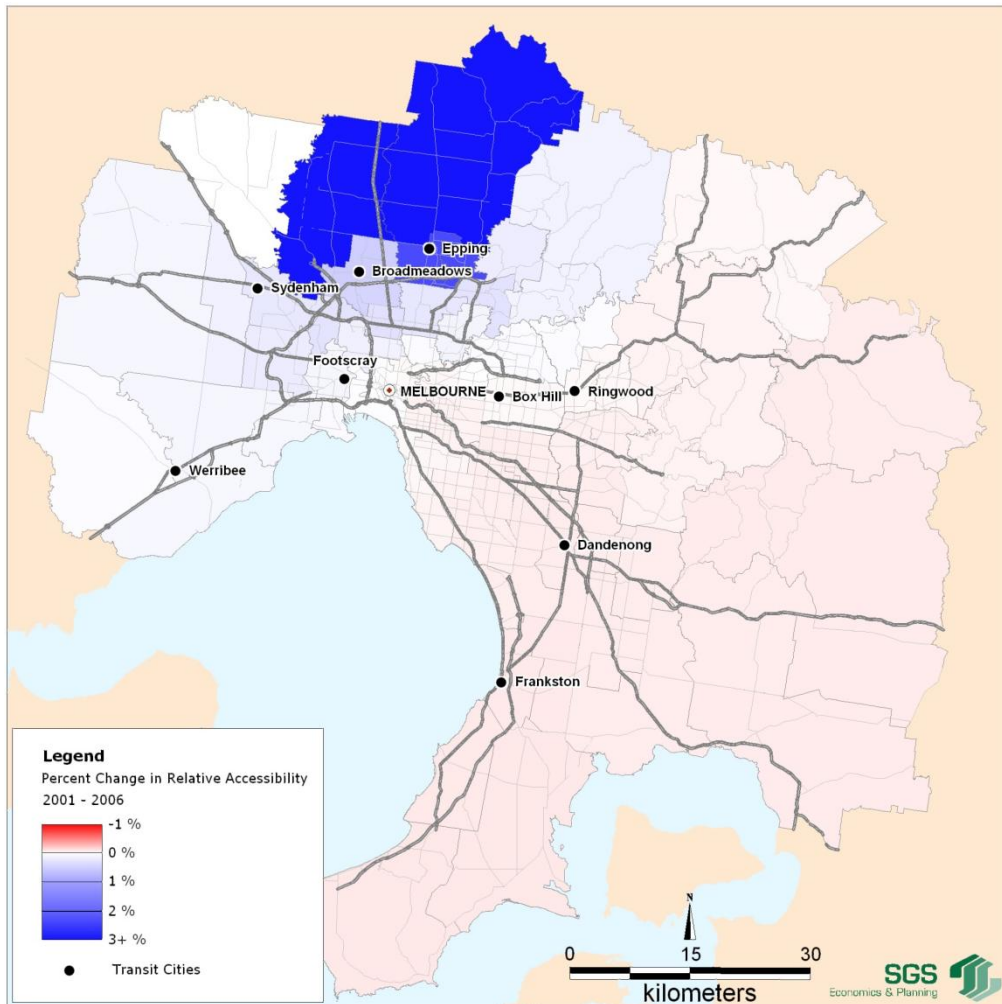 Epping
Broadmeadows
Sydenham
Footscray
MELBOURNE
Box Hill
Ringwood
Werribee
Dandenong
Frankston
Legend
Percent Change in Relative Accessibility
2001 - 2006
-1 %
0 %
1 %
2 %
3+ %
Transit Cities
N
0 15 30
kilometers
SGS
Economics & Planning